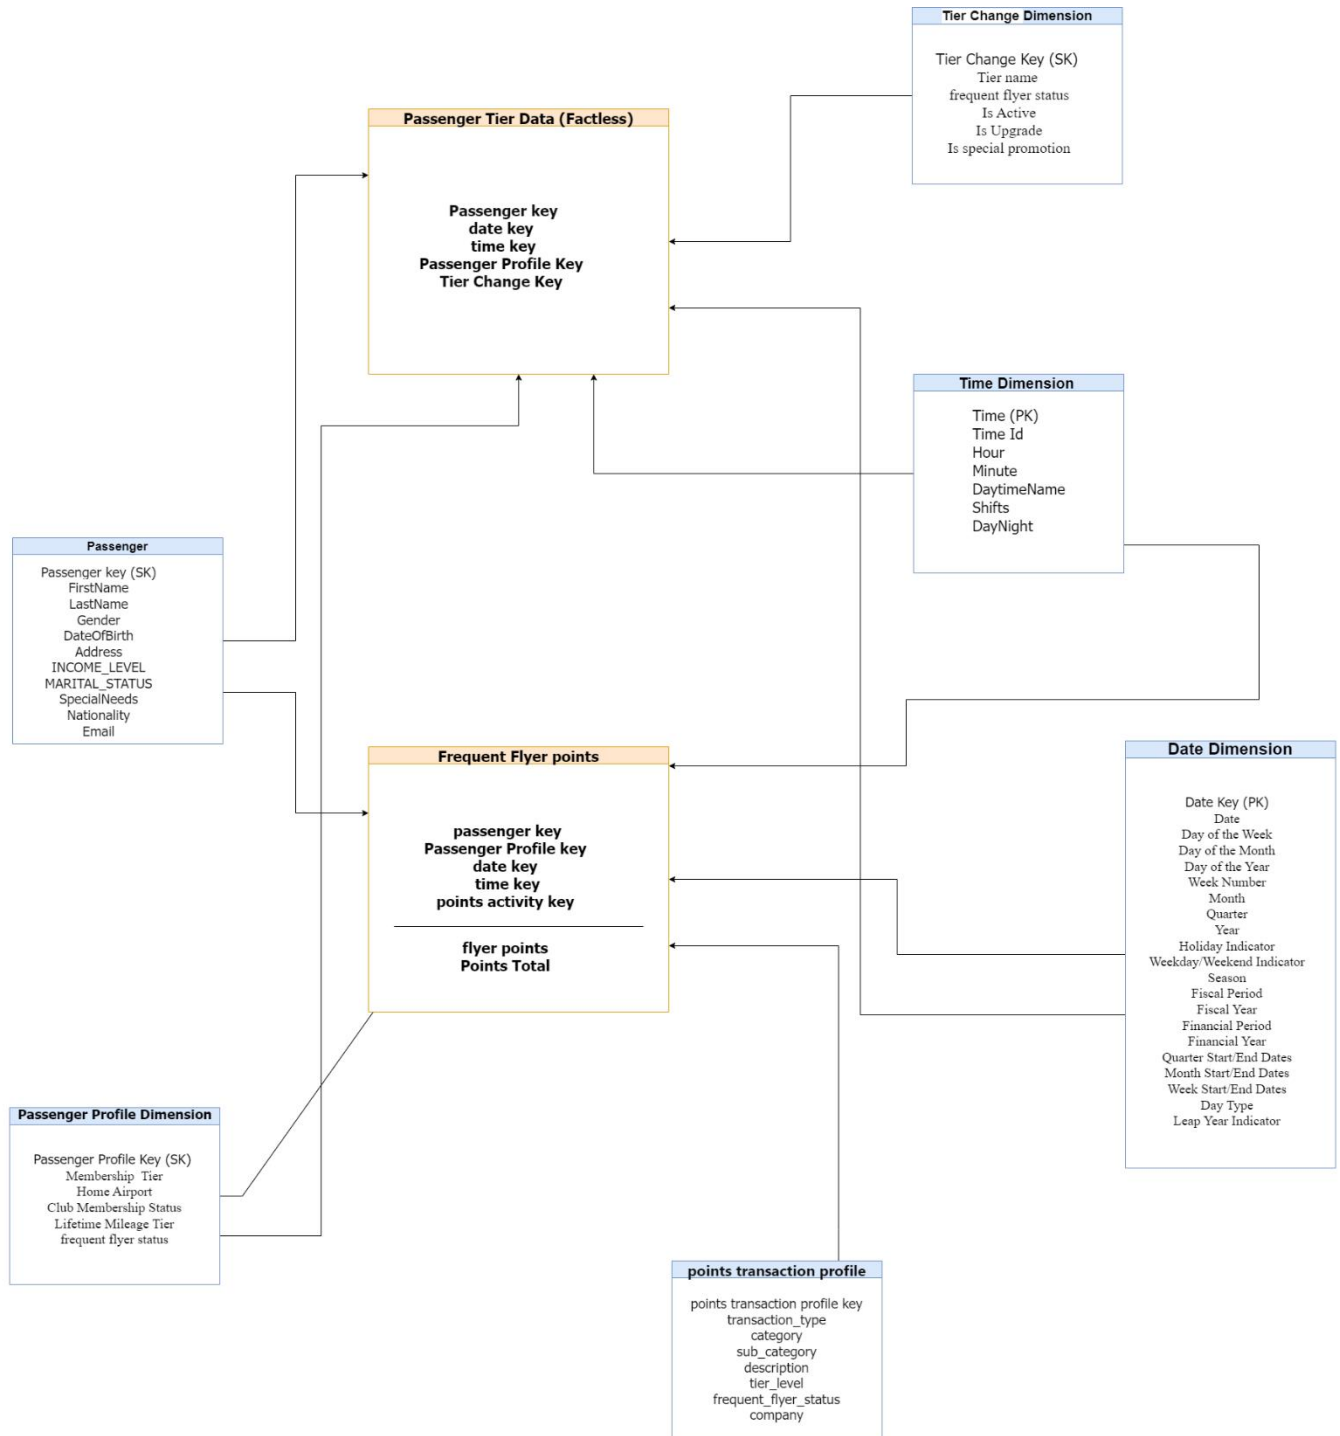 Tier Change Dimension
Tier Change Key (SK)
Tier name
frequent flyer status
Is Active
Is Upgrade
Is special promotion
Passenger Tier Data (Factless)
Passenger key
date key
time key
Passenger Profile Key
Tier Change Key
Time Dimension
Time (PK)
Time Id
Hour
Minute
DaytimeName
Shifts
DayNight
Passenger
Passenger key (SK)
FirstName
LastName
Gender
DateOfBirth
Address
INCOME_LEVEL
MARITAL_STATUS
SpecialNeeds
Nationality
Email
Frequent Flyer points
passenger key
Passenger Profile key
date key
time key
points activity key
flyer points
Points Total
Date Dimension
Date Key (PK)
Date
Day of the Week
Day of the Month
Day of the Year
Week Number
Month
Quarter
Year
Holiday Indicator
Weekday/Weekend Indicator
Season
Fiscal Period
Fiscal Year
Financial Period
Financial Year
Quarter Start/End Dates
Month Start/End Dates
Week Start/End Dates
Day Type
Leap Year Indicator
Passenger Profile Dimension
Passenger Profile Key (SK)
Membership Tier
Home Airport
Club Membership Status
Lifetime Mileage Tier
frequent flyer status
points transaction profile
points transaction profile key
transaction_type
category
sub_category
description
tier_level
frequent_flyer_status
company